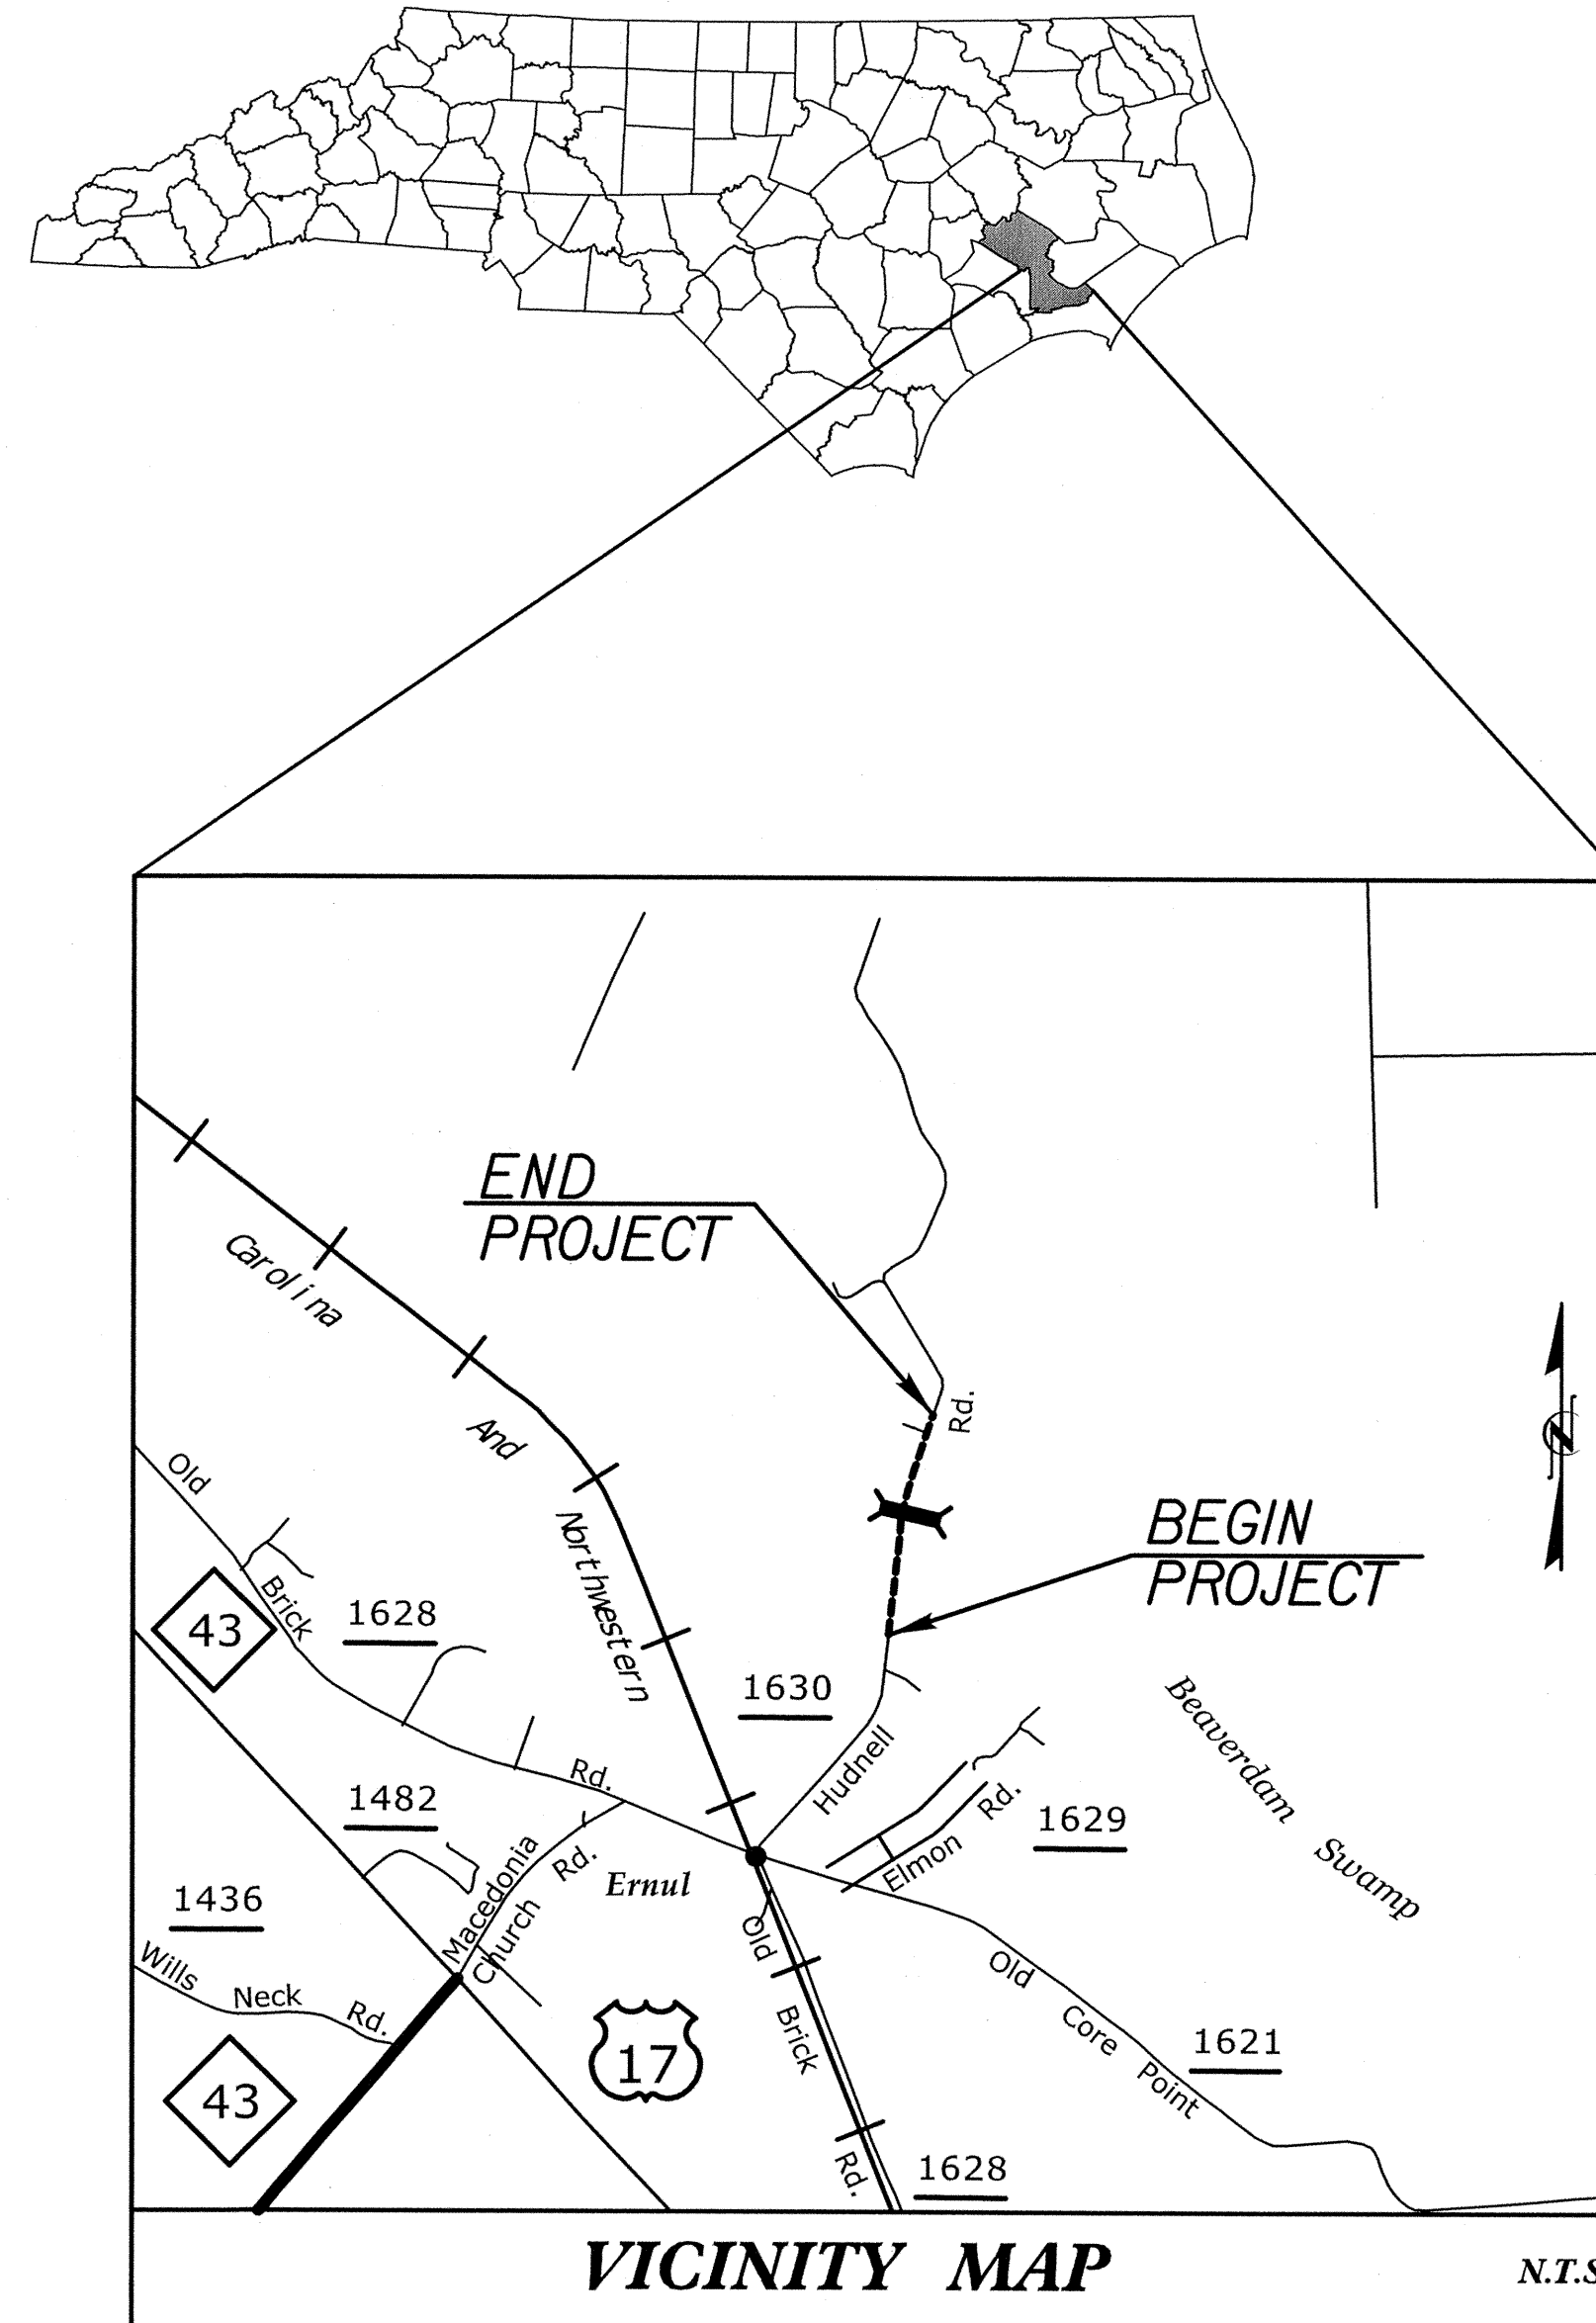 END
PROJECT
Carolina
And
Northwestern
Rd.
BEGIN
PROJECT
Old
Brick
43
1628
1630
Hudnell
Rd.
1482
Macedonia
Church
Rd.
Ernul
Elmon
Rd.
1629
Beaverdam
Swamp
1436
Wills
Neck
Rd.
43
17
Old
Brick
Rd.
Old
Core
Point
1621
1628
N
VICINITY MAP
N.T.S